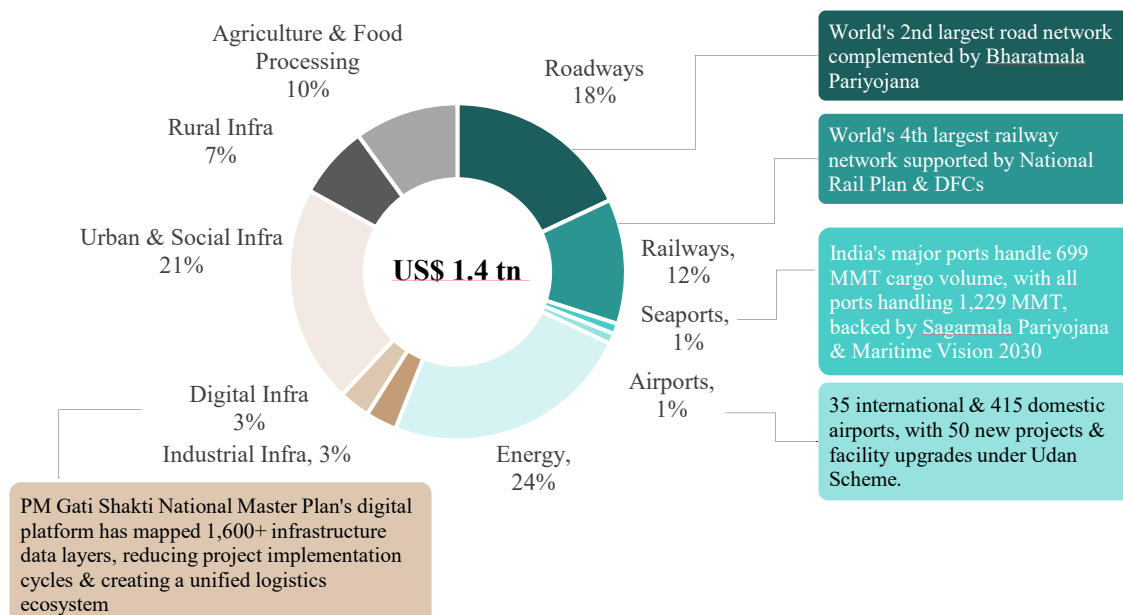 Agriculture & Food
Processing
10%
Roadways
18%
World's 2nd largest road network
complemented by Bharatmala
Pariyojana
Rural Infra
7%
World's 4th largest railway
network supported by National
Rail Plan & DFCs
Urban & Social Infra
21%
US$ 1.4 tn
Railways,
12%
Seaports,
1%
India's major ports handle 699
MMT cargo volume, with all
ports handling 1,229 MMT,
backed by Sagarmala Pariyojana
& Maritime Vision 2030
Airports,
1%
35 international & 415 domestic
airports, with 50 new projects &
facility upgrades under Udan
Scheme.
Digital Infra
3%
Industrial Infra, 3%
Energy,
24%
PM Gati Shakti National Master Plan's digital
platform has mapped 1,600+ infrastructure
data layers, reducing project implementation
cycles & creating a unified logistics
ecosystem